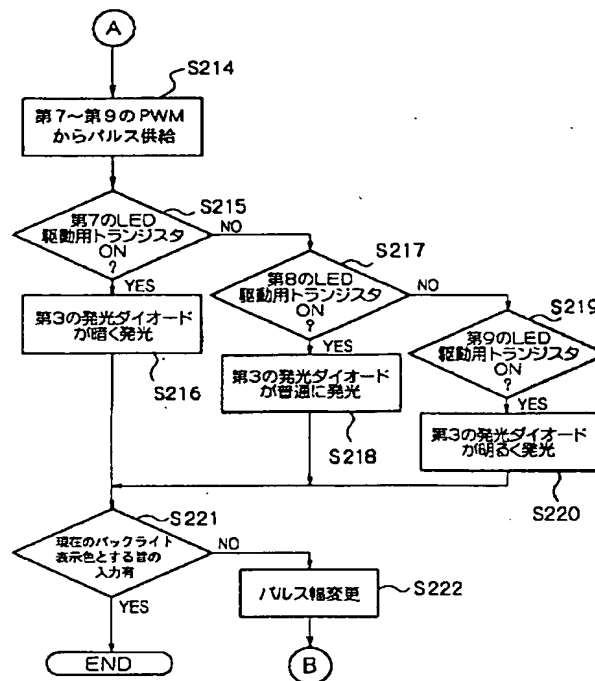 A
S214
第7〜第9のPWM
からパルス供給
S215
第7のLED
駆動用トランジスタ
ON
?
NO
YES
第3の発光ダイオード
が暗く発光
S216
S217
第8のLED
駆動用トランジスタ
ON
?
NO
YES
第3の発光ダイオード
が普通に発光
S218
S219
第9のLED
駆動用トランジスタ
ON
?
YES
第3の発光ダイオード
が明るく発光
S220
S221
現在のバックライト
表示色とする旨の
入力有
NO
YES
S222
パルス幅変更
END
B